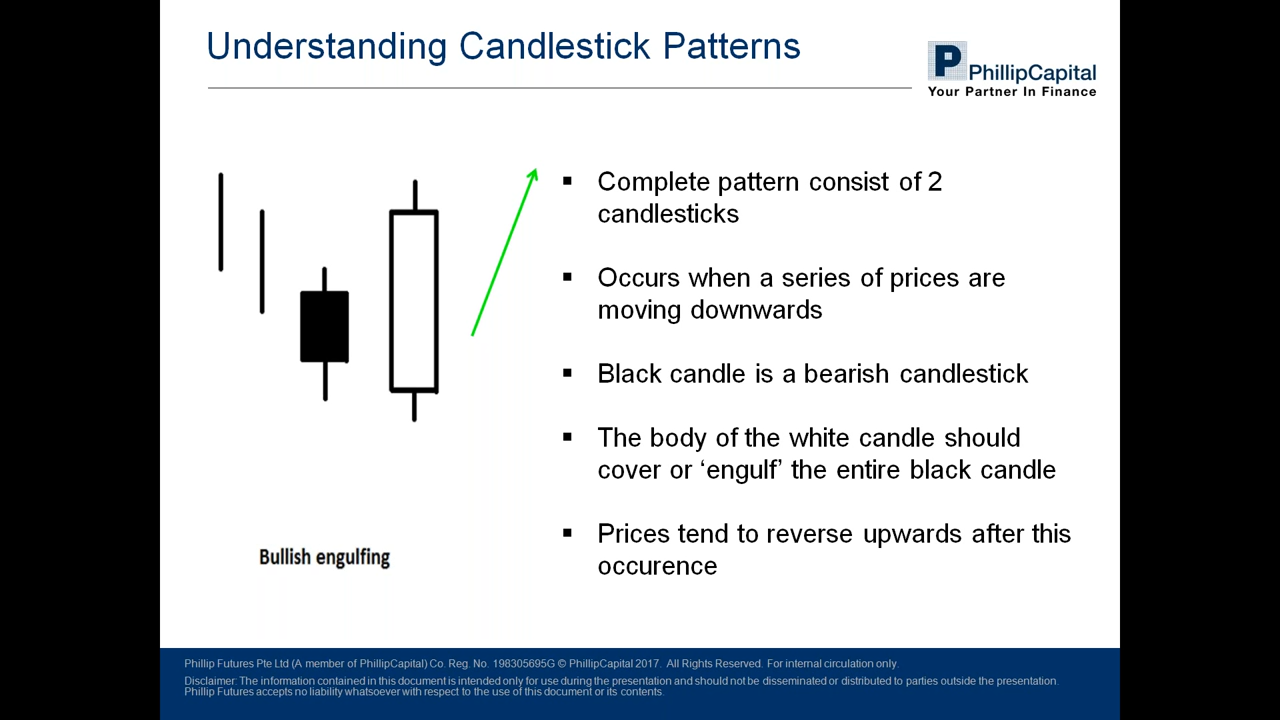 Understanding Candlestick Patterns
P
PhillipCapital
Your Partner In Finance
Complete pattern consist of 2
candlesticks
Occurs when a series of prices are
moving downwards
Black candle is a bearish candlestick
The body of the white candle should
cover or ‘engulf’ the entire black candle
Prices tend to reverse upwards after this
occurence
Bullish engulfing
Phillip Futures Pte Ltd (A member of PhillipCapital) Co. Reg. No. 198305695G © PhillipCapital 2017. All Rights Reserved. For internal circulation only.
Disclaimer: The information contained in this document is intended only for use during the presentation and should not be disseminated or distributed to parties outside the presentation.
Phillip Futures accepts no liability whatsoever with respect to the use of this document or its contents.